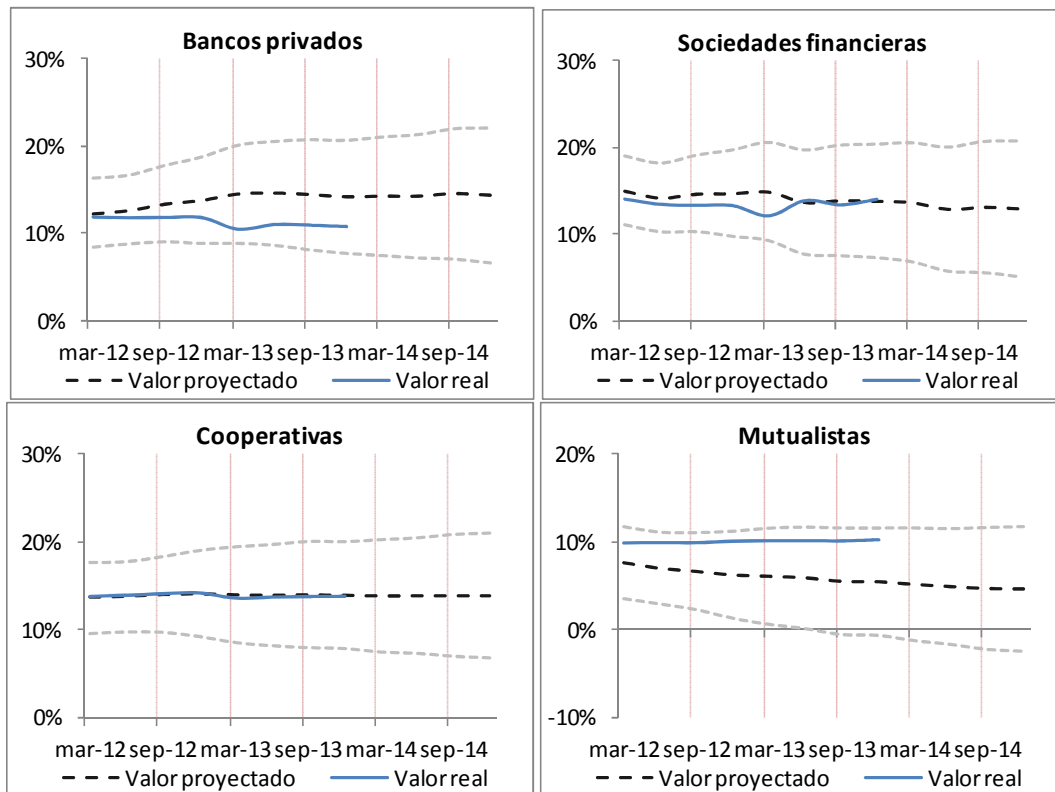 Bancos privados
30%
20%
10%
0%
mar-12 sep-12 mar-13 sep-13 mar-14 sep-14
Valor proyectado Valor real
Sociedades financieras
30%
20%
10%
0%
mar-12 sep-12 mar-13 sep-13 mar-14 sep-14
Valor proyectado Valor real
Cooperativas
30%
20%
10%
0%
mar-12 sep-12 mar-13 sep-13 mar-14 sep-14
Valor proyectado Valor real
Mutualistas
20%
10%
0%
-10%
mar-12 sep-12 mar-13 sep-13 mar-14 sep-14
Valor proyectado Valor real